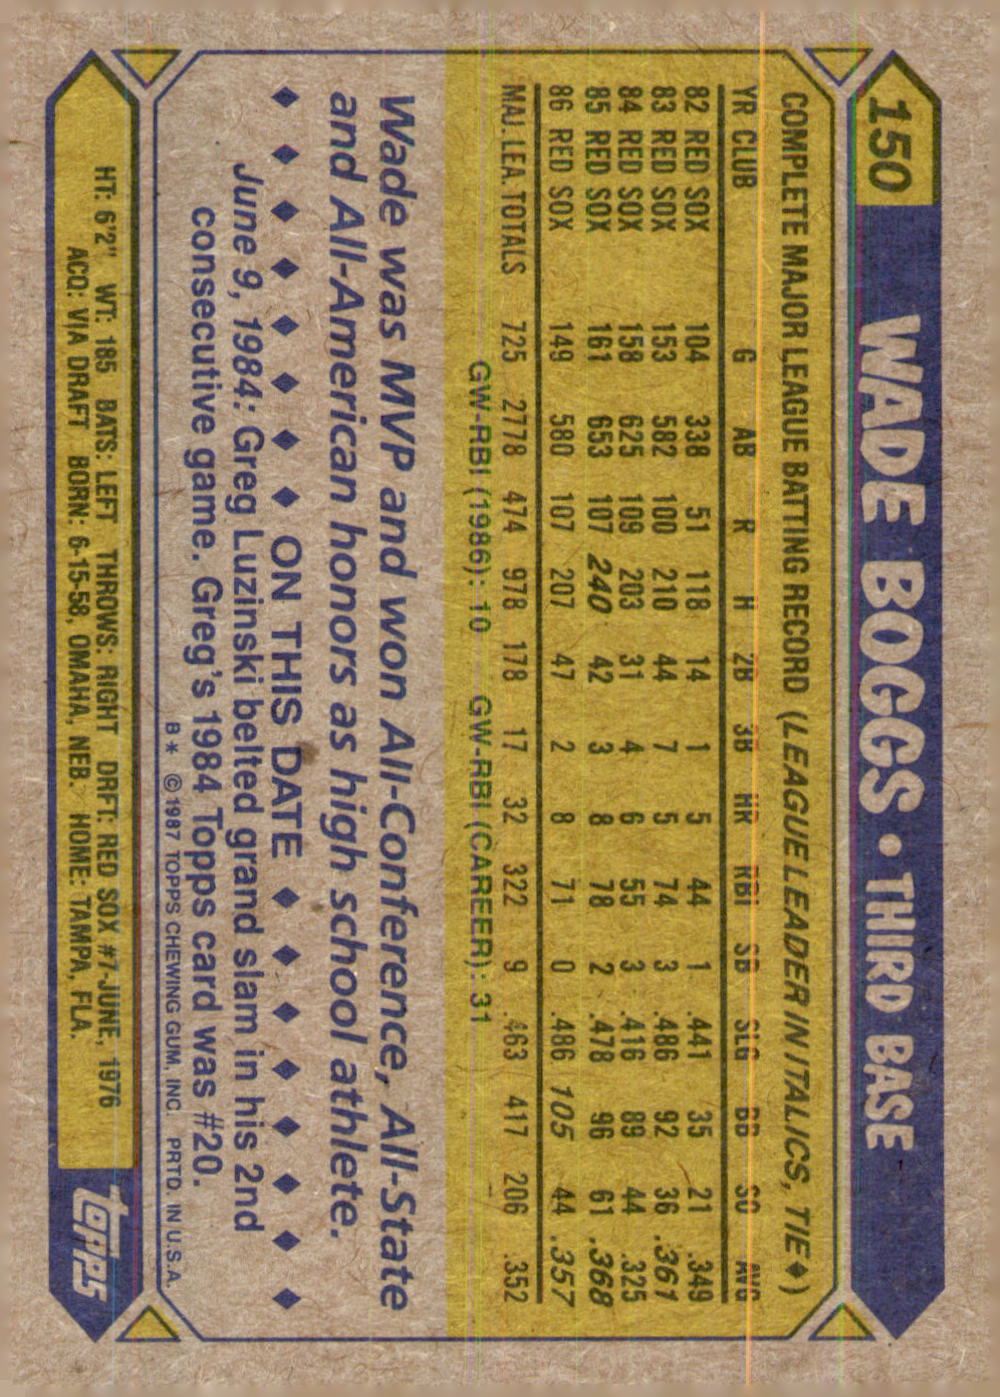 150 WADE BOGGS • THIRD BASE
COMPLETE MAJOR LEAGUE BATTING RECORD (LEAGUE LEADER IN ITALICS, TIE ◆)
YR CLUB G AB R H 2B 3B HR RBI SB SLG BB SO AVG
82 RED SOX 104 338 51 118 14 1 5 44 1 .441 35 21 .349
83 RED SOX 153 582 100 210 44 7 5 74 3 .486 92 36 .361
84 RED SOX 158 625 109 203 31 4 6 55 3 .416 89 44 .325
85 RED SOX 161 653 107 240 42 3 8 78 2 .478 96 61 .368
86 RED SOX 149 580 107 207 47 2 8 71 0 .486 105 44 .357
MAJ. LEA. TOTALS 725 2778 474 978 178 17 32 322 9 .463 417 206 .352
GW-RBI (1986): 10 GW-RBI (CAREER): 31
Wade was MVP and won All-Conference, All-State
and All-American honors as high school athlete.
◆ ◆ ◆ ◆ ◆ ◆ ◆ ◆ ON THIS DATE ◆ ◆ ◆ ◆ ◆ ◆ ◆ ◆
June 9, 1984: Greg Luzinski belted grand slam in his 2nd
consecutive game. Greg's 1984 Topps card was #20.
B* © 1987 TOPPS CHEWING GUM, INC. PRTD. IN U.S.A.
HT: 6'2" WT: 185 BATS: LEFT THROWS: RIGHT DRFT: RED SOX #7-JUNE, 1976
ACQ: VIA DRAFT BORN: 6-15-58, OMAHA, NEB. HOME: TAMPA, FLA.
TOPPS